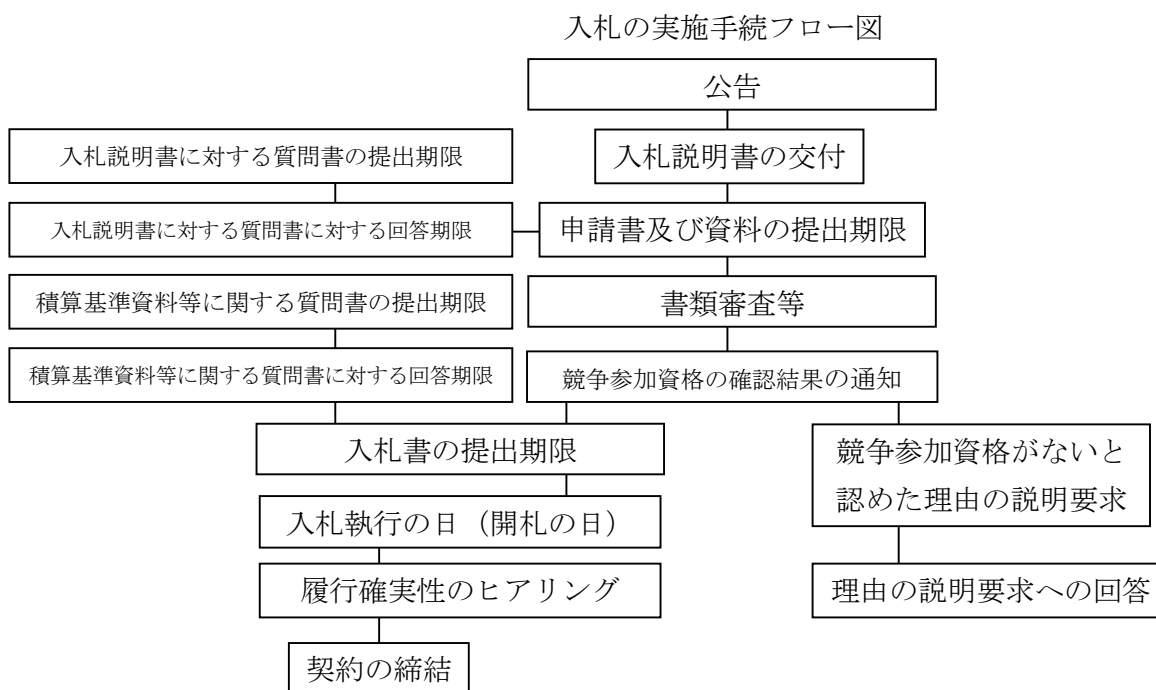 入札の実施手続フロー図
公告
入札説明書に対する質問書の提出期限
入札説明書の交付
入札説明書に対する質問書に対する回答期限
申請書及び資料の提出期限
積算基準資料等に関する質問書の提出期限
書類審査等
積算基準資料等に関する質問書に対する回答期限
競争参加資格の確認結果の通知
入札書の提出期限
競争参加資格がないと
認めた理由の説明要求
入札執行の日（開札の日）
履行確実性のヒアリング
理由の説明要求への回答
契約の締結